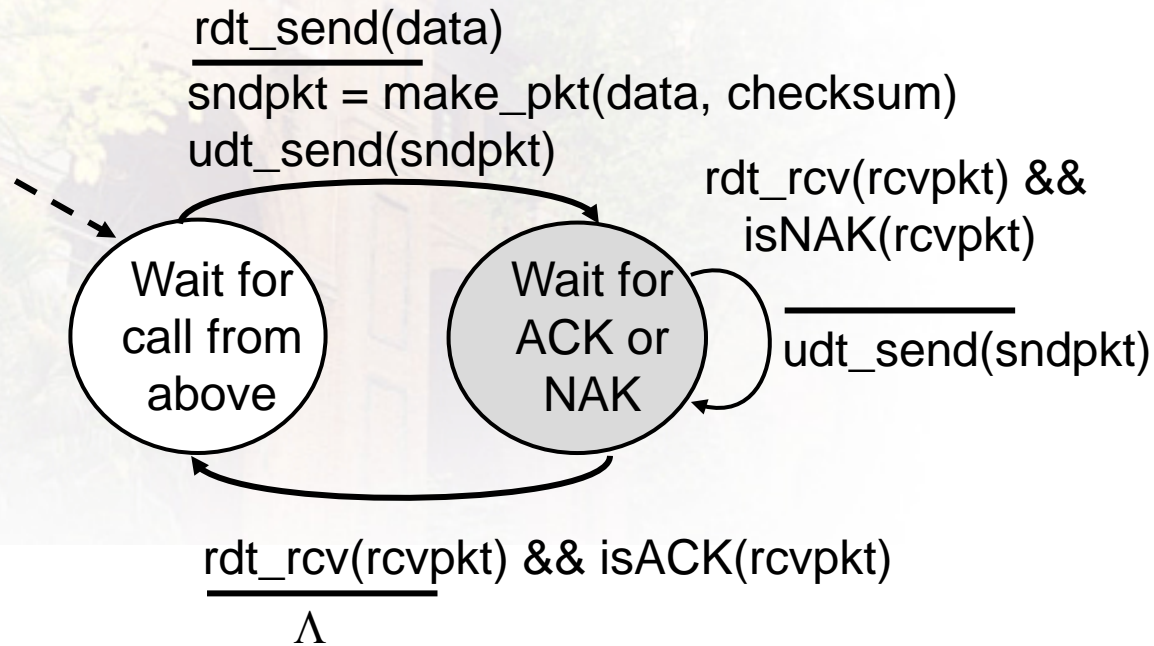 rdt_send(data)
sndpkt = make_pkt(data, checksum)
udt_send(sndpkt)
rdt_rcv(rcvpkt) &&
isNAK(rcvpkt)
udt_send(sndpkt)
Wait for
call from
above
Wait for
ACK or
NAK
rdt_rcv(rcvpkt) && isACK(rcvpkt)
Λ